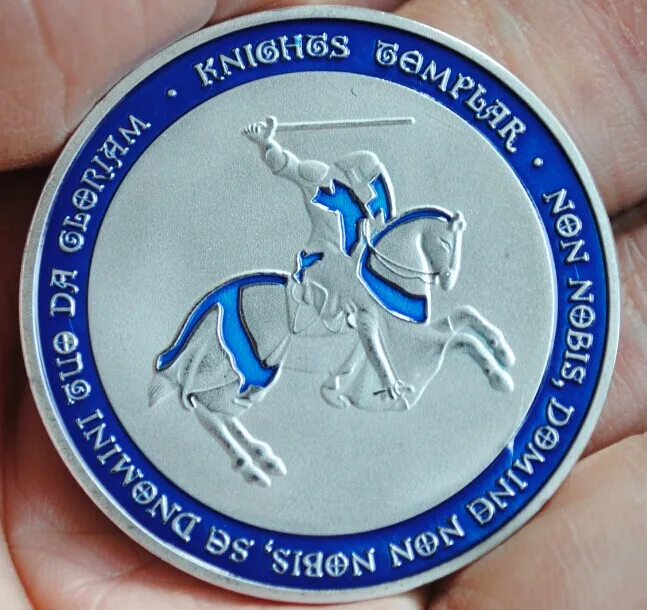 KNIGHTS TEMPLAR
NON NOBIS, DOMINE NON NOBIS, SE DNOMINI TUO DA GLORIAM